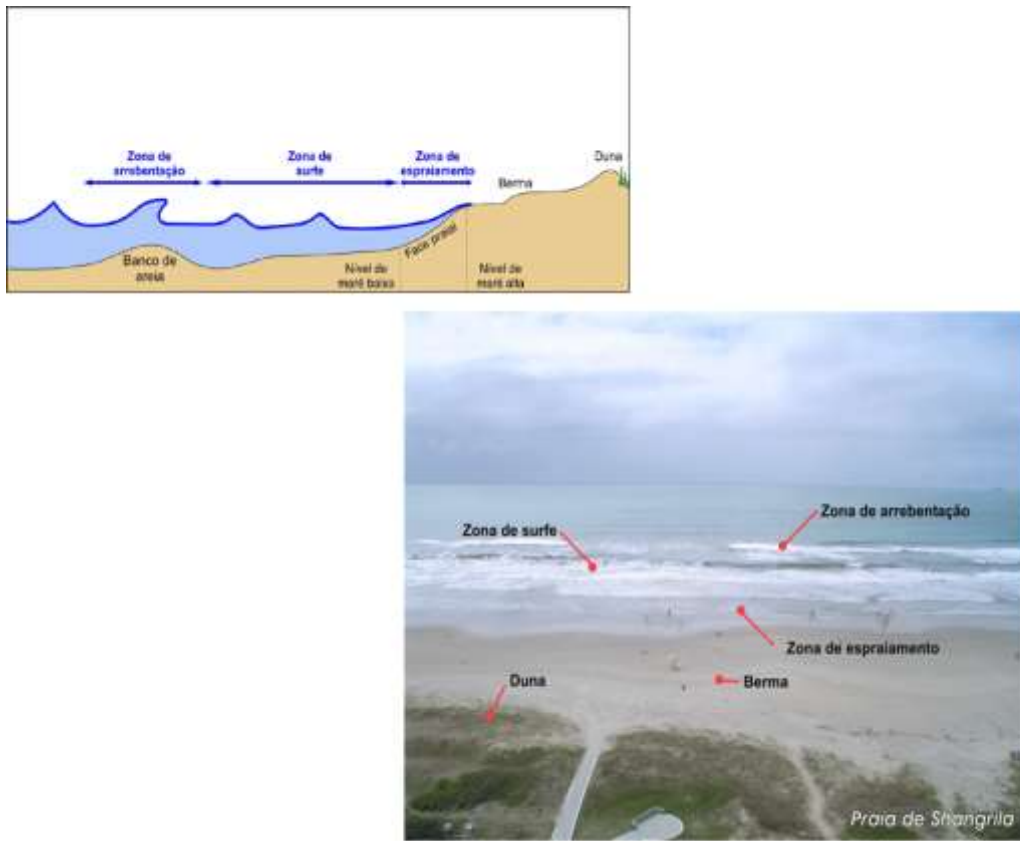 Zona de
arrebentação
Zona de
surfe
Zona de
espraiamento
Duna
Berma
Face praial
Banco de
areia
Nível de
maré baixa
Nível de
maré alta
Zona de arrebentação
Zona de surfe
Zona de espraiamento
Duna
Berma
Praia de Shangrila